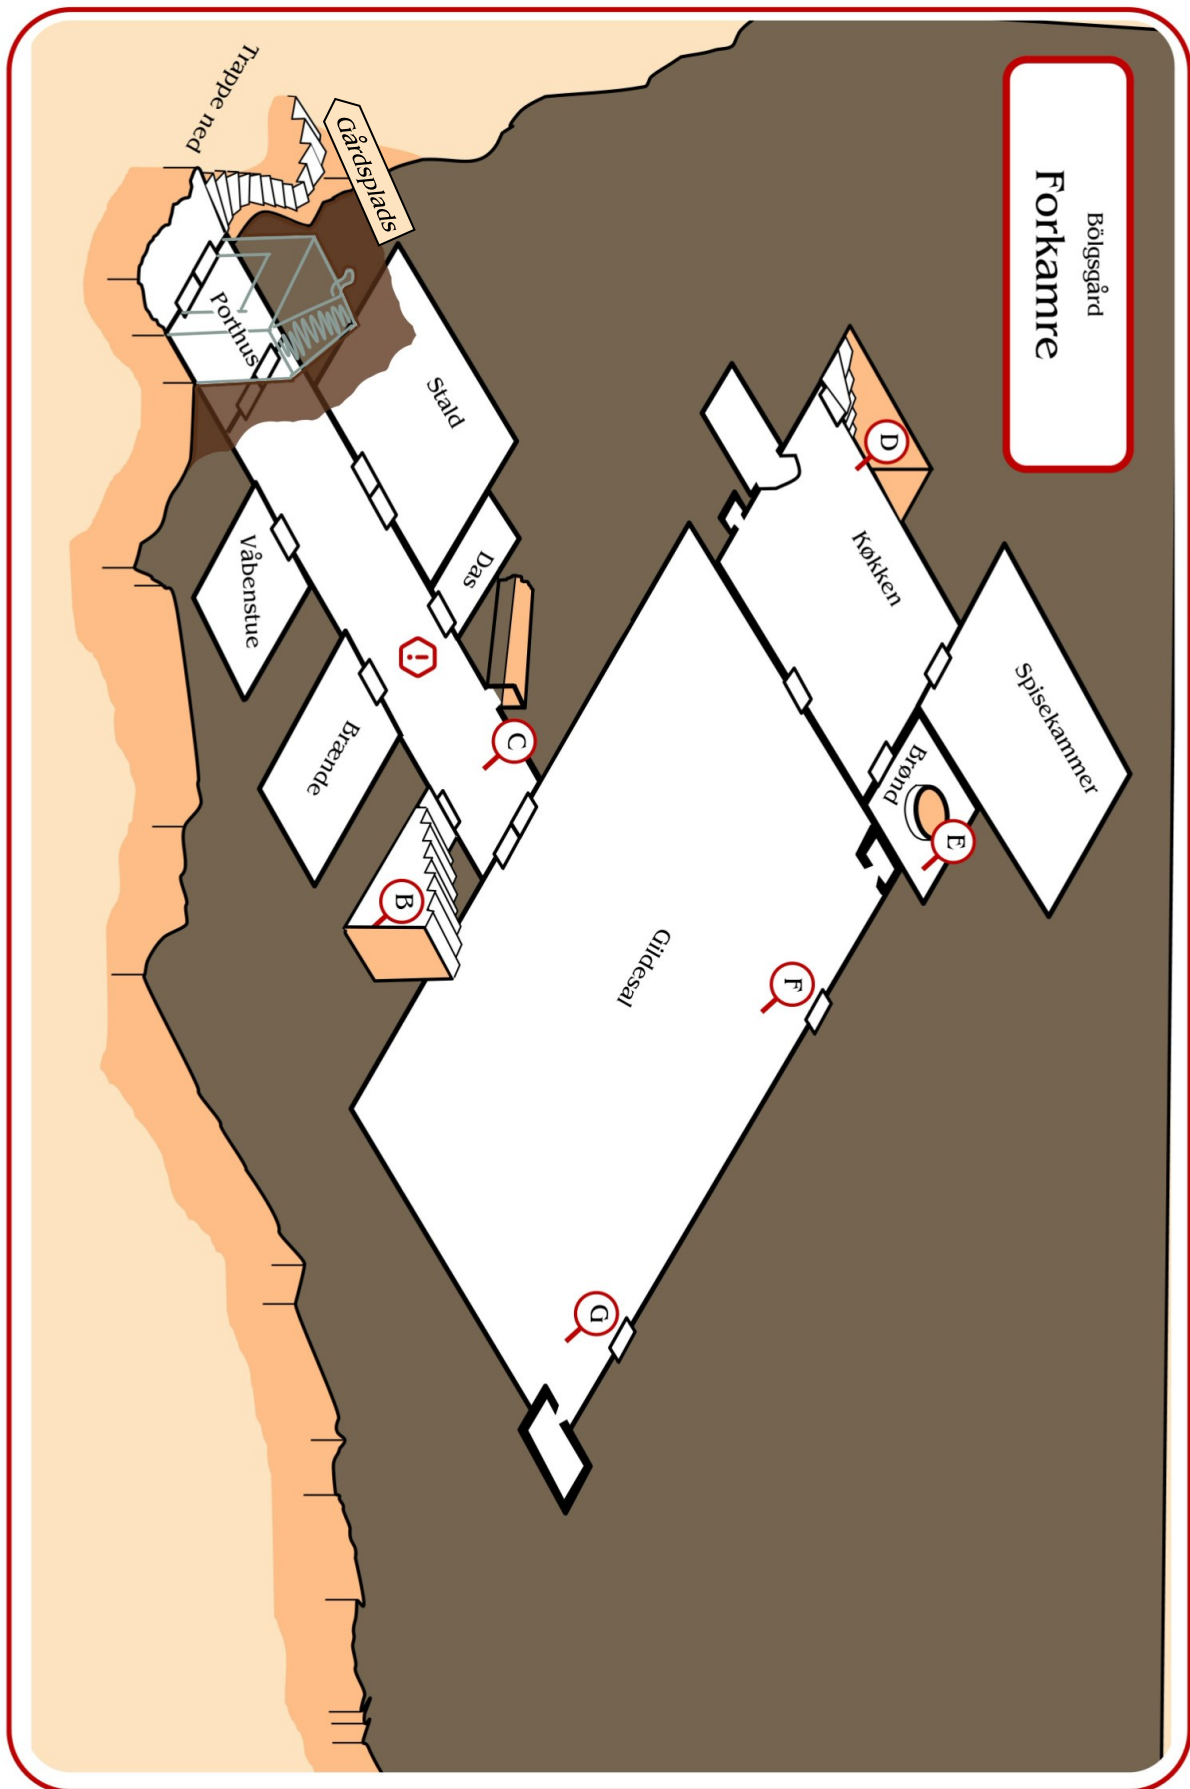 Bölgsgård
Forkamre
Trappe ned
Gårdsplads
Porthus
Stald
Das
Våbenstue
Brænde
Køkken
Spisekammer
Brønd
Gildesal
D
E
C
B
F
G
!